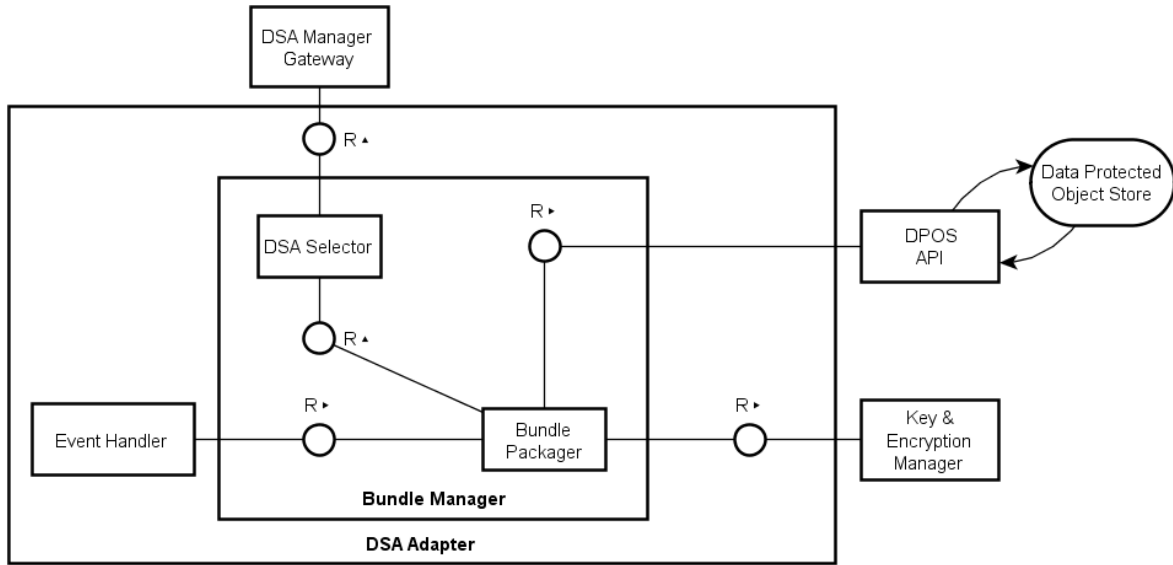 DSA Manager
Gateway
R ▲
Data Protected
Object Store
R ►
DSA Selector
DPOS
API
R ▲
R ►
R ►
Event Handler
Bundle
Packager
Key &
Encryption
Manager
Bundle Manager
DSA Adapter